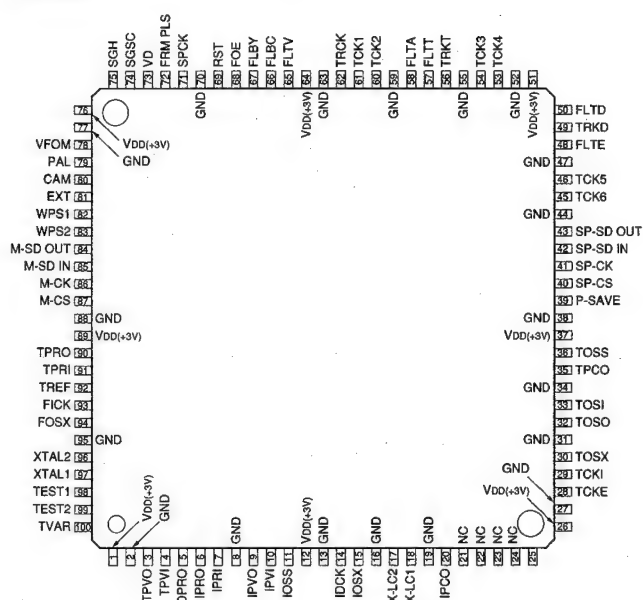 SGH 75
SGSC 74
VD 73
FRM PLS 72
SPCK 71
70 GND
RST 69
FOE 68
FLBY 67
FLBC 66
FLTV 65
64 VDD(+3V)
63 GND
TRCK 62
TCK1 61
TCK2 60
59 GND
FLTA 58
FLTT 57
TRKT 56
55 GND
TCK3 54
TCK4 53
52 GND
51 VDD(+3V)
76 VDD(+3V)
77 GND
VFOM 78
PAL 79
CAM 80
EXT 81
WPS1 82
WPS2 83
M-SD OUT 84
M-SD IN 85
M-CK 86
M-CS 87
88 GND
89 VDD(+3V)
TPRO 90
TPRI 91
TREF 92
FICK 93
FOSX 94
95 GND
XTAL2 96
XTAL1 97
TEST1 98
TEST2 99
TVAR 100
50 FLTD
49 TRKD
48 FLTE
GND 47
46 TCK5
45 TCK6
GND 44
43 SP-SD OUT
42 SP-SD IN
41 SP-CK
40 SP-CS
39 P-SAVE
GND 38
VDD(+3V) 37
36 TOSS
35 TPCO
GND 34
33 TOSI
32 TOSO
GND 31
30 TOSX
29 TCKI
28 TCKE
GND 27
VDD(+3V) 26
VDD(+3V) 1
GND 2
TPVO 3
TPVI 4
5
IPRO 6
IPRI 7
GND 8
IPVO 9
IPVI 10
IOSS 11
VDD(+3V) 12
GND 13
IDCK 14
IOSX 15
GND 16
X-LC2 17
X-LC1 18
GND 19
IPCO 20
NC 21
NC 22
NC 23
NC 24
25